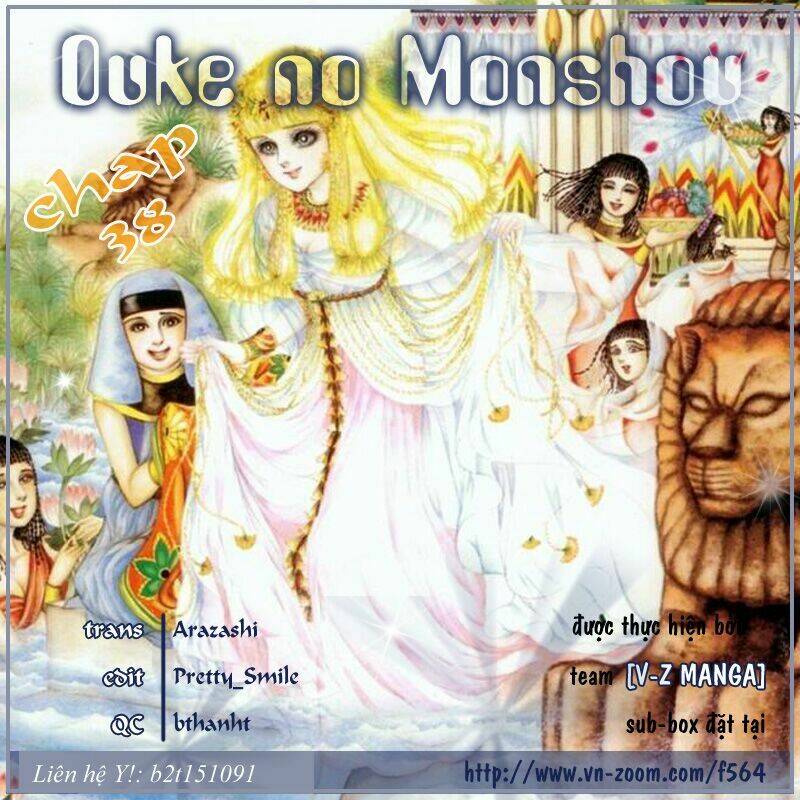 Ouke no Monshou
chap
38
trans Arazashi
edit Pretty_Smile
QC bthanht
được thực hiện bởi
team [V-Z MANGA]
sub-box đặt tại
Liên hệ Y!: b2t151091
http://www.vn-zoom.com/f564